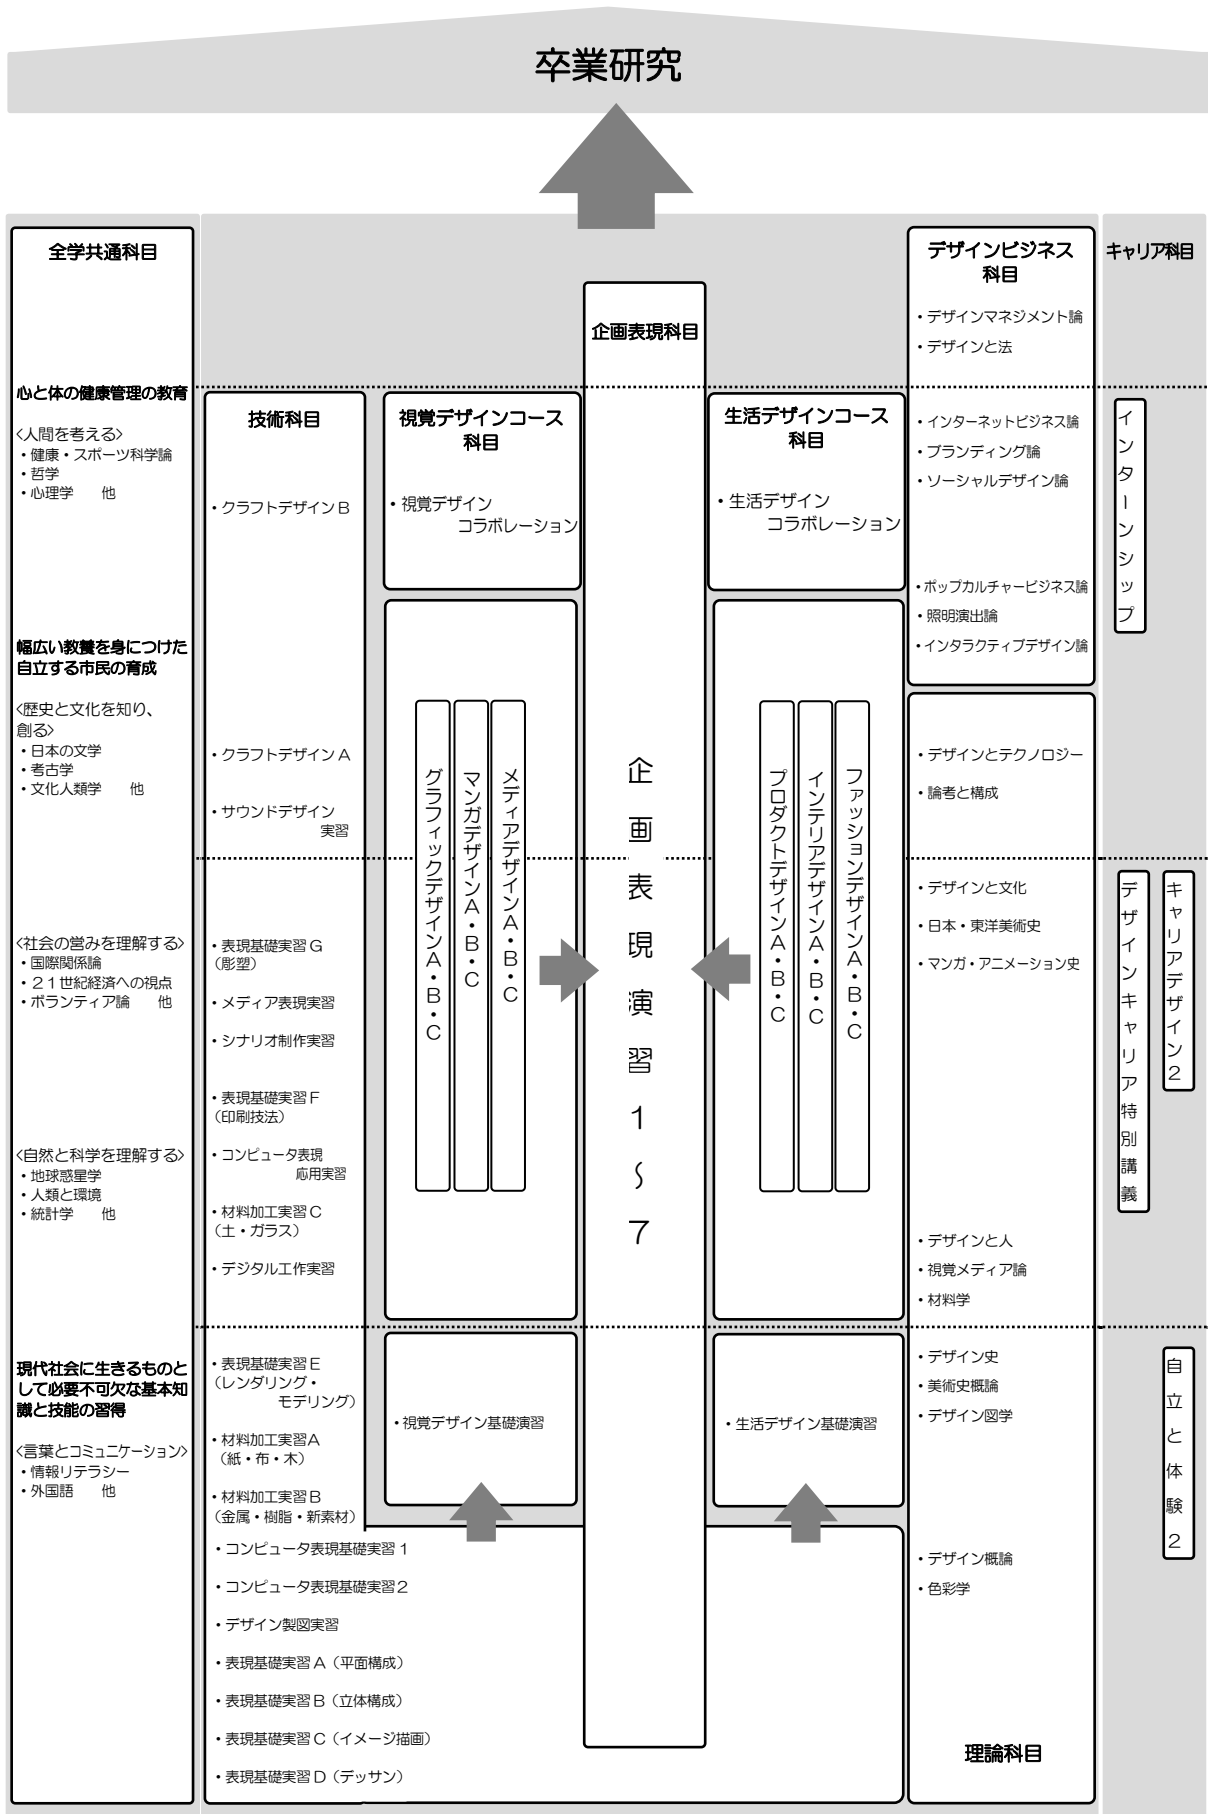 卒業研究
全学共通科目
心と体の健康管理の教育
〈人間を考える〉
・健康・スポーツ科学論
・哲学
・心理学　他
幅広い教養を身につけた
自立する市民の育成
〈歴史と文化を知り、
創る〉
・日本の文学
・考古学
・文化人類学　他
〈社会の営みを理解する〉
・国際関係論
・２１世紀経済への視点
・ボランティア論　他
〈自然と科学を理解する〉
・地球惑星学
・人類と環境
・統計学　他
現代社会に生きるものと
して必要不可欠な基本知
識と技能の習得
〈言葉とコミュニケーション〉
・情報リテラシー
・外国語　他
技術科目
・クラフトデザインＢ
・クラフトデザインＡ
・サウンドデザイン
実習
・表現基礎実習Ｇ
（彫塑）
・メディア表現実習
・シナリオ制作実習
・表現基礎実習Ｆ
（印刷技法）
・コンピュータ表現
応用実習
・材料加工実習Ｃ
（土・ガラス）
・デジタル工作実習
・表現基礎実習Ｅ
（レンダリング・
モデリング）
・材料加工実習Ａ
（紙・布・木）
・材料加工実習Ｂ
（金属・樹脂・新素材）
・コンピュータ表現基礎実習１
・コンピュータ表現基礎実習２
・デザイン製図実習
・表現基礎実習Ａ（平面構成）
・表現基礎実習Ｂ（立体構成）
・表現基礎実習Ｃ（イメージ描画）
・表現基礎実習Ｄ（デッサン）
視覚デザインコース
科目
・視覚デザイン
コラボレーション
グラフィックデザインＡ・Ｂ・Ｃ
マンガデザインＡ・Ｂ・Ｃ
メディアデザインＡ・Ｂ・Ｃ
・視覚デザイン基礎演習
企画表現科目
企画表現演習１～７
生活デザインコース
科目
・生活デザイン
コラボレーション
プロダクトデザインＡ・Ｂ・Ｃ
インテリアデザインＡ・Ｂ・Ｃ
ファッションデザインＡ・Ｂ・Ｃ
・生活デザイン基礎演習
デザインビジネス
科目
・デザインマネジメント論
・デザインと法
・インターネットビジネス論
・ブランディング論
・ソーシャルデザイン論
・ポップカルチャービジネス論
・照明演出論
・インタラクティブデザイン論
・デザインとテクノロジー
・論考と構成
・デザインと文化
・日本・東洋美術史
・マンガ・アニメーション史
・デザインと人
・視覚メディア論
・材料学
・デザイン史
・美術史概論
・デザイン図学
・デザイン概論
・色彩学
理論科目
キャリア科目
インターンシップ
デザインキャリア特別講義
キャリアデザイン２
自立と体験２